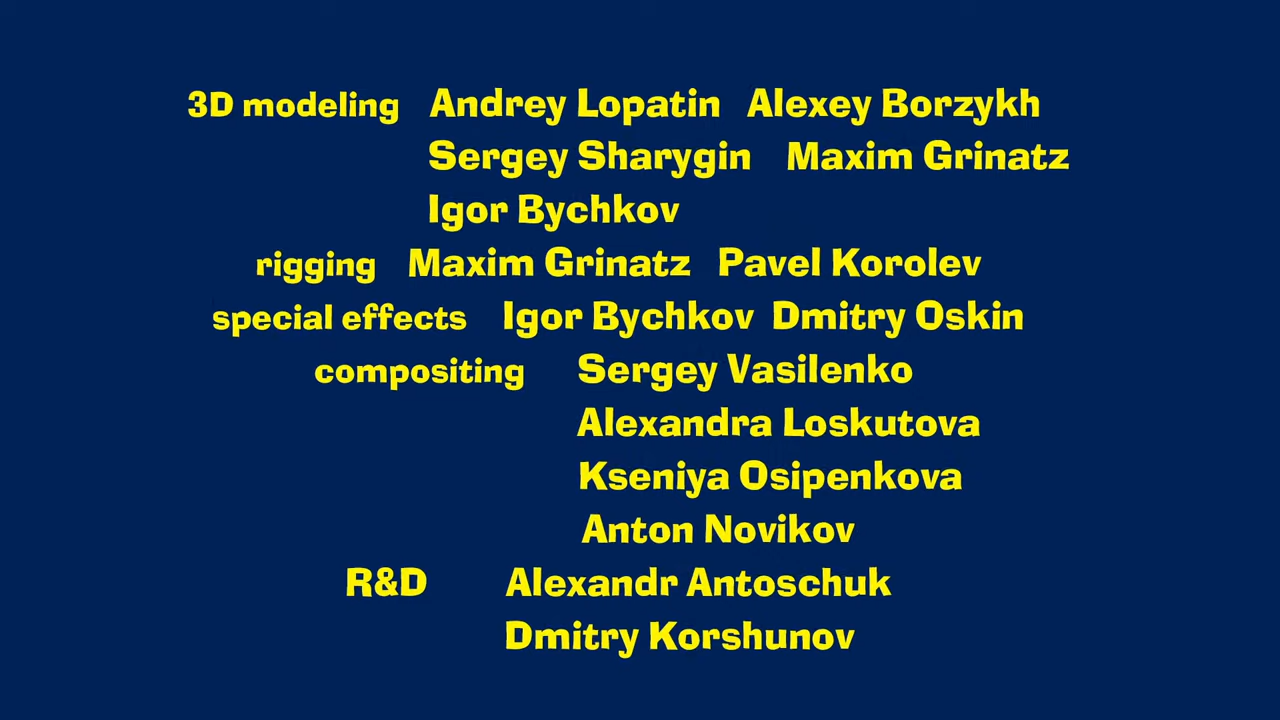 3D modeling Andrey Lopatin Alexey Borzykh
Sergey Sharygin Maxim Grinatz
Igor Bychkov
rigging Maxim Grinatz Pavel Korolev
special effects Igor Bychkov Dmitry Oskin
compositing Sergey Vasilenko
Alexandra Loskutova
Kseniya Osipenkova
Anton Novikov
R&D Alexandr Antoschuk
Dmitry Korshunov